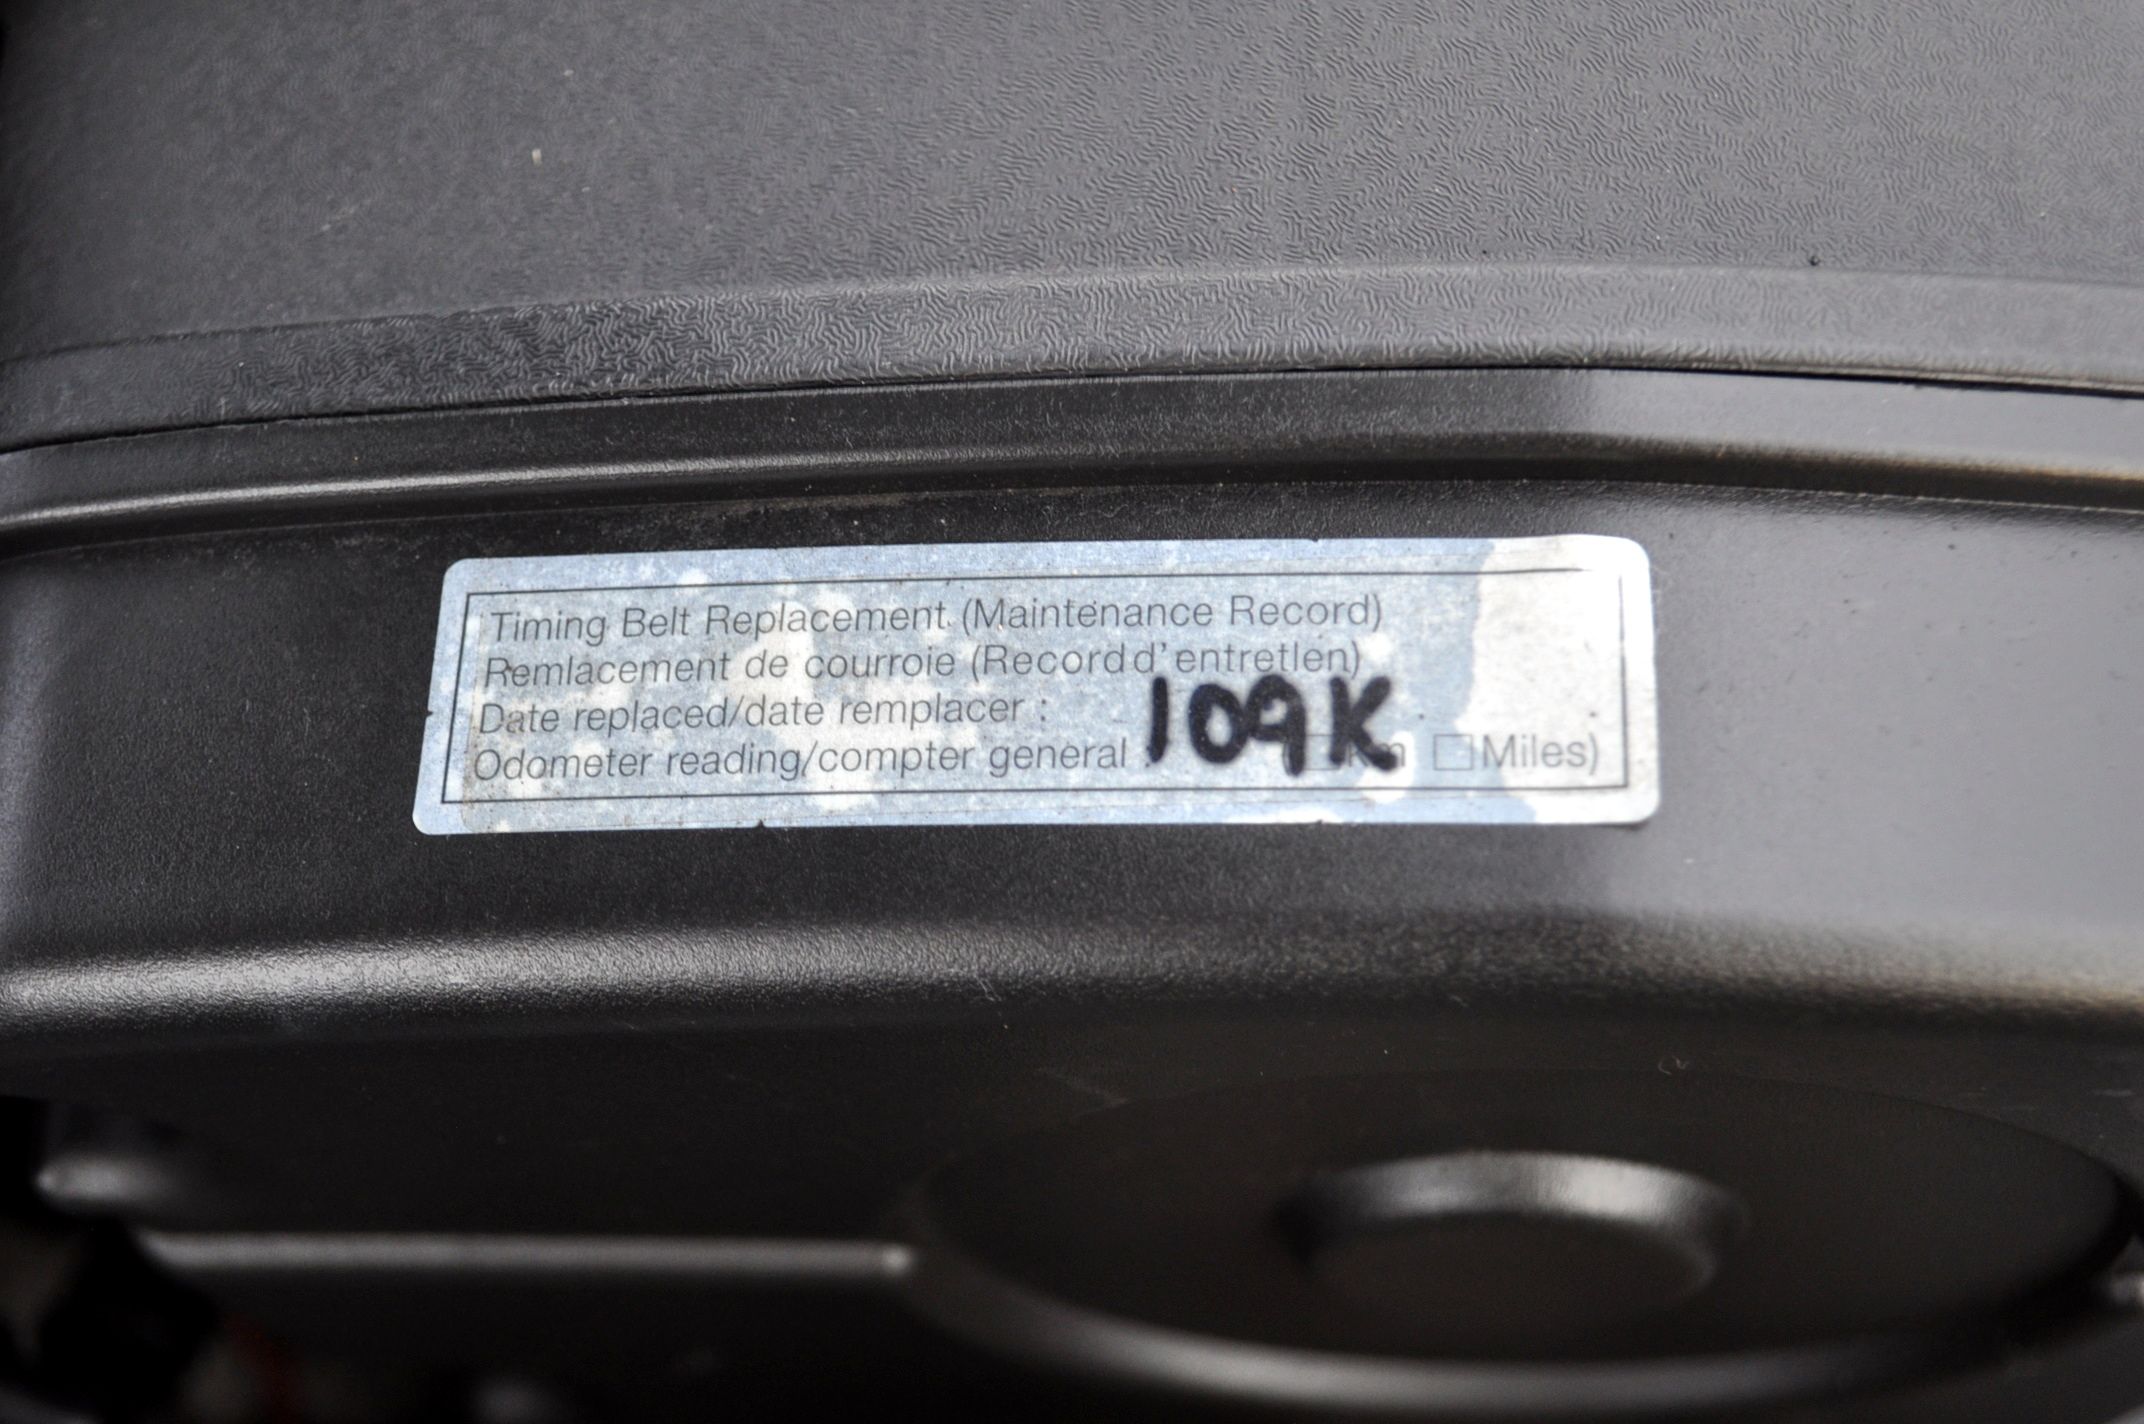 Timing Belt Replacement (Maintenance Record)
Remlacement de courroie (Record d'entretlen)
Date replaced/date remplacer :
Odometer reading/compter general : 109K Miles)